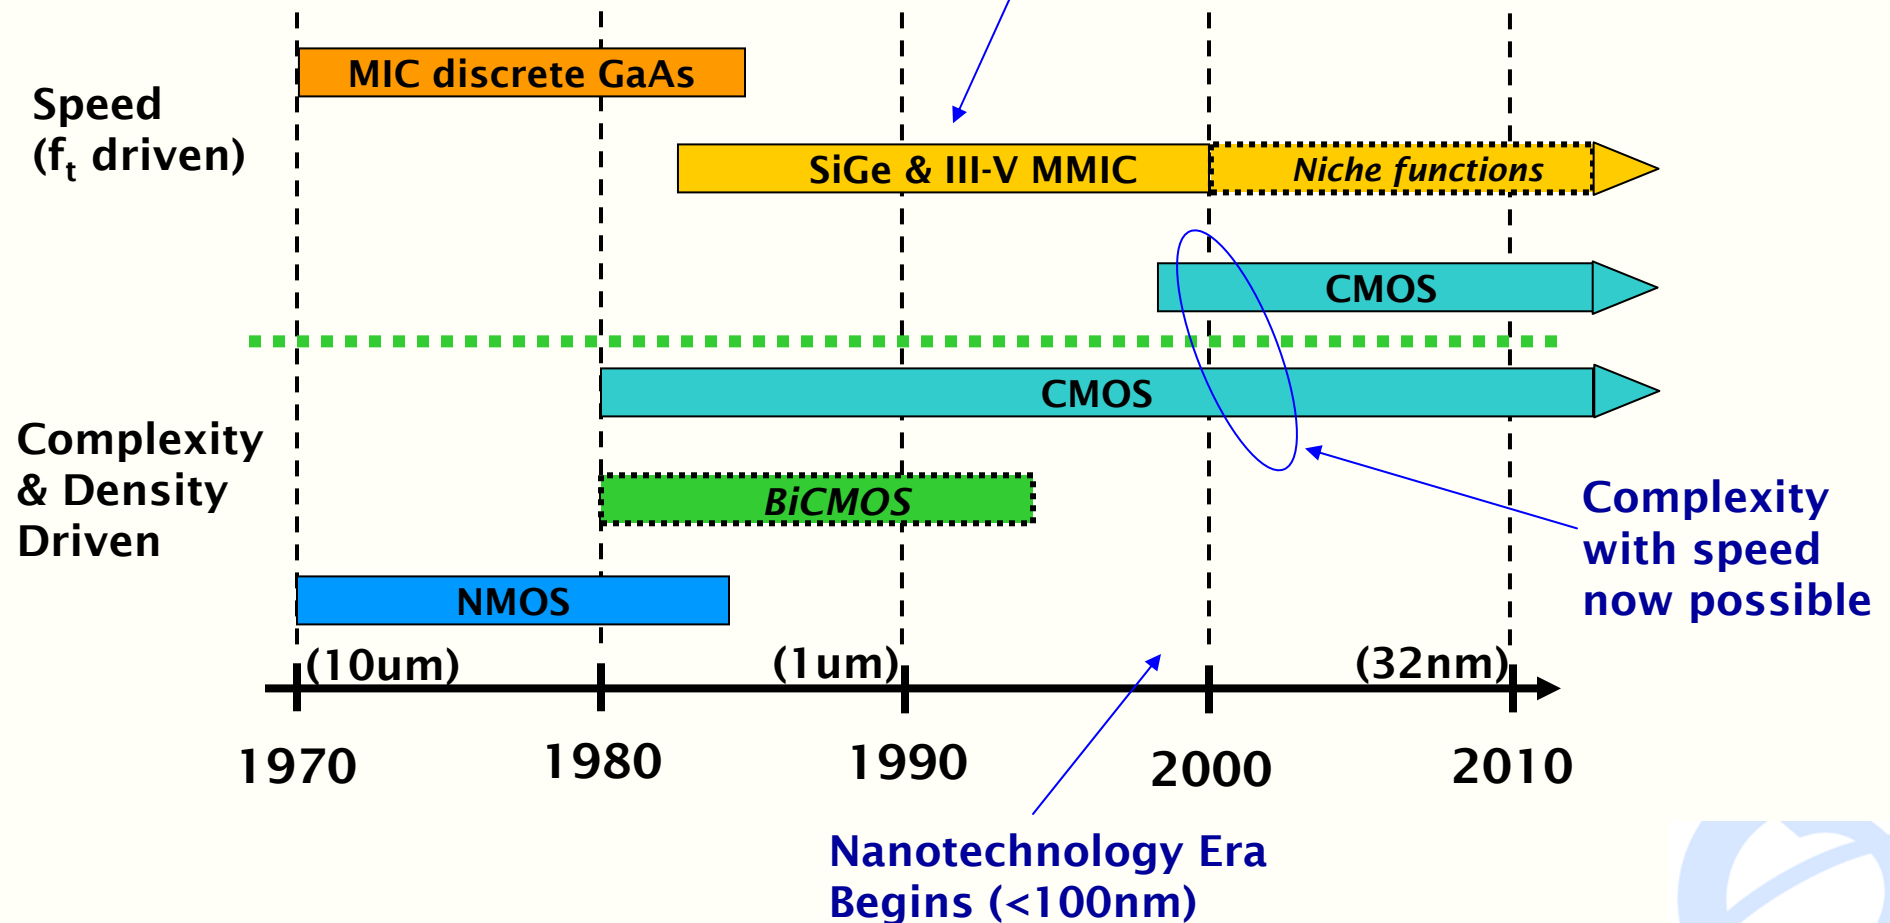 MIC discrete GaAs
Speed
(ft driven)
SiGe & III-V MMIC
Niche functions
CMOS
CMOS
Complexity
& Density
Driven
BiCMOS
Complexity
with speed
now possible
NMOS
(10um)
(1um)
(32nm)
1970
1980
1990
2000
2010
Nanotechnology Era
Begins (<100nm)